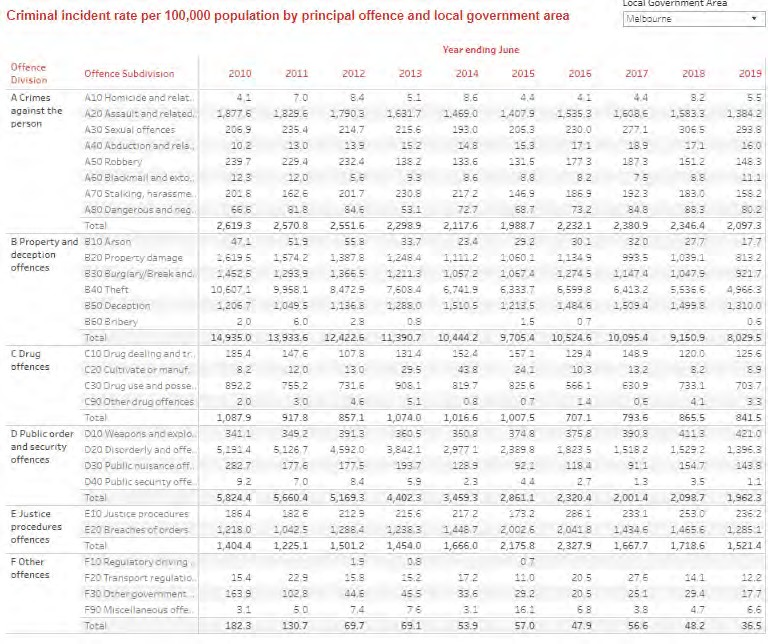 Local Government Area
Criminal incident rate per 100,000 population by principal offence and local government area
Melbourne
Year ending June
Offence Division Offence Subdivision 2010 2011 2012 2013 2014 2015 2016 2017 2018 2019
A Crimes against the person A10 Homicide and relat.. 4.1 7.0 8.4 5.1 8.6 4.4 4.1 4.4 8.2 5.5
A20 Assault and related.. 1,877.6 1,829.6 1,790.3 1,631.7 1,469.0 1,407.9 1,535.3 1,608.6 1,583.3 1,384.2
A30 Sexual offences 206.9 235.4 214.7 215.6 193.0 205.3 230.0 277.1 306.5 293.8
A40 Abduction and rela.. 10.2 13.0 13.9 15.2 14.8 15.3 17.1 18.9 17.1 16.0
A50 Robbery 239.7 229.4 232.4 138.2 133.6 131.5 177.3 187.3 151.2 148.3
A60 Blackmail and exto.. 12.3 12.0 5.6 9.3 8.6 8.8 8.2 7.5 8.8 11.1
A70 Stalking, harassme.. 201.8 162.6 201.7 230.8 217.2 146.9 186.9 192.3 183.0 158.2
A80 Dangerous and neg.. 66.6 81.8 84.6 53.1 72.7 68.7 73.2 84.8 88.3 80.2
Total 2,619.3 2,570.8 2,551.6 2,298.9 2,117.6 1,988.7 2,232.1 2,380.9 2,346.4 2,097.3
B Property and deception offences B10 Arson 47.1 51.9 55.8 33.7 23.4 29.2 30.1 32.0 27.7 17.7
B20 Property damage 1,619.5 1,574.2 1,387.8 1,248.4 1,111.2 1,060.1 1,134.9 993.5 1,039.1 813.2
B30 Burglary/Break and.. 1,452.5 1,293.9 1,366.5 1,211.3 1,057.2 1,067.4 1,274.5 1,147.4 1,047.9 921.7
B40 Theft 10,607.1 9,958.1 8,472.9 7,608.4 6,741.9 6,333.7 6,599.8 6,413.2 5,536.6 4,966.3
B50 Deception 1,206.7 1,049.5 1,136.8 1,288.0 1,510.5 1,213.5 1,484.6 1,509.4 1,499.8 1,310.0
B60 Bribery 2.0 6.0 2.8 0.8 1.5 0.7 0.6
Total 14,935.0 13,933.6 12,422.6 11,390.7 10,444.2 9,705.4 10,524.6 10,095.4 9,150.9 8,029.5
C Drug offences C10 Drug dealing and tr.. 185.4 147.6 107.8 131.4 152.4 157.1 129.4 148.9 120.0 125.6
C20 Cultivate or manuf.. 8.2 12.0 13.0 29.5 43.8 24.1 10.3 13.2 8.2 8.9
C30 Drug use and posse.. 892.2 755.2 731.6 908.1 819.7 825.6 566.1 630.9 733.1 703.7
C90 Other drug offences 2.0 3.0 4.6 5.1 0.8 0.7 1.4 0.6 4.1 3.3
Total 1,087.9 917.8 857.1 1,074.0 1,016.6 1,007.5 707.1 793.6 865.5 841.5
D Public order and security offences D10 Weapons and explo.. 341.1 349.2 391.3 360.5 350.8 374.8 375.8 390.8 411.3 421.0
D20 Disorderly and offe.. 5,191.4 5,126.7 4,592.0 3,842.1 2,977.1 2,389.8 1,823.5 1,518.2 1,529.2 1,396.3
D30 Public nuisance off.. 282.7 177.6 177.5 193.7 128.9 92.1 118.4 91.1 154.7 143.8
D40 Public security offe.. 9.2 7.0 8.4 5.9 2.3 4.4 2.7 1.3 3.5 1.1
Total 5,824.4 5,660.4 5,169.3 4,402.3 3,459.3 2,861.1 2,320.4 2,001.4 2,098.7 1,962.3
E Justice procedures offences E10 Justice procedures 186.4 182.6 212.9 215.6 217.2 173.2 286.1 233.1 253.0 236.2
E20 Breaches of orders 1,218.0 1,042.5 1,288.4 1,238.3 1,448.7 2,002.6 2,041.8 1,434.6 1,465.6 1,285.1
Total 1,404.4 1,225.1 1,501.2 1,454.0 1,666.0 2,175.8 2,327.9 1,667.7 1,718.6 1,521.4
F Other offences F10 Regulatory driving .. 1.9 0.8 0.7
F20 Transport regulatio.. 15.4 22.9 15.8 15.2 17.2 11.0 20.5 27.6 14.1 12.2
F30 Other government.. 163.9 102.8 44.6 45.5 33.6 29.2 20.5 25.1 29.4 17.7
F90 Miscellaneous offe.. 3.1 5.0 7.4 7.6 3.1 16.1 6.8 3.8 4.7 6.6
Total 182.3 130.7 69.7 69.1 53.9 57.0 47.9 56.6 48.2 36.5